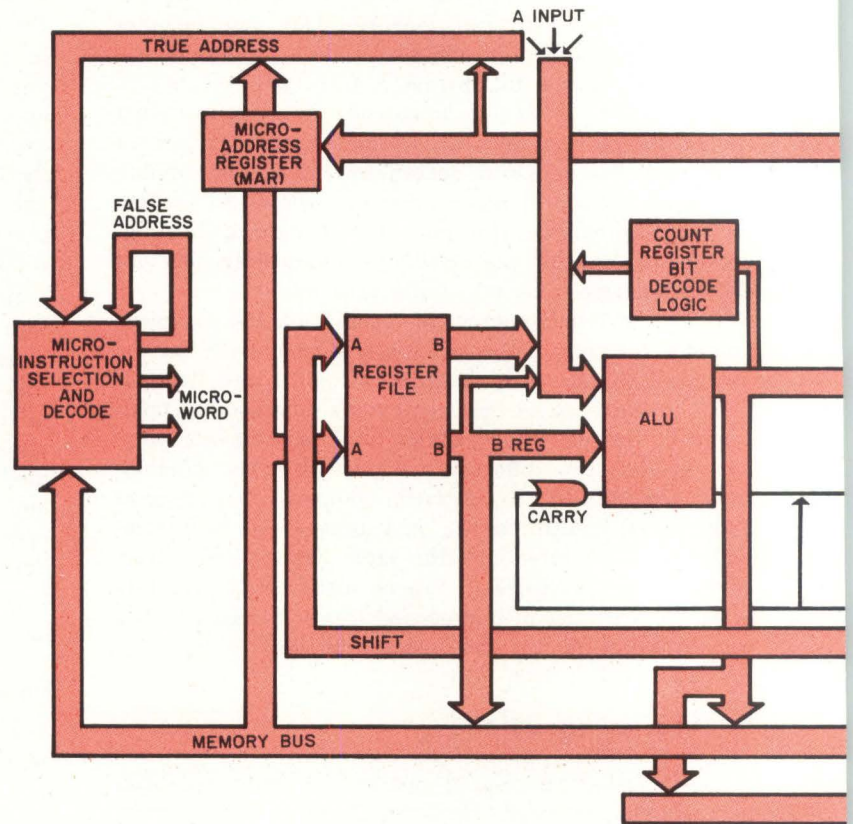 A INPUT
TRUE ADDRESS
MICRO-
ADDRESS
REGISTER
(MAR)
FALSE
ADDRESS
COUNT
REGISTER
BIT
DECODE
LOGIC
MICRO-
INSTRUCTION
SELECTION
AND
DECODE
MICRO-
WORD
A
B
REGISTER
FILE
A
B
B REG
ALU
CARRY
SHIFT
MEMORY BUS